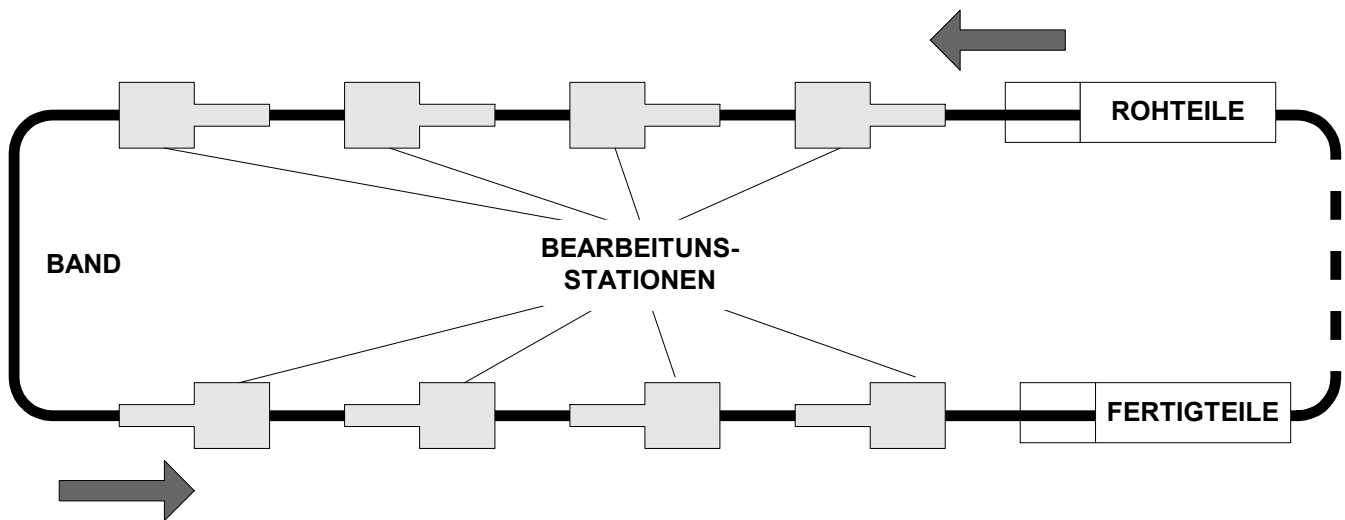 ROHTEILE
BAND
BEARBEITUNS-
STATIONEN
FERTIGTEILE